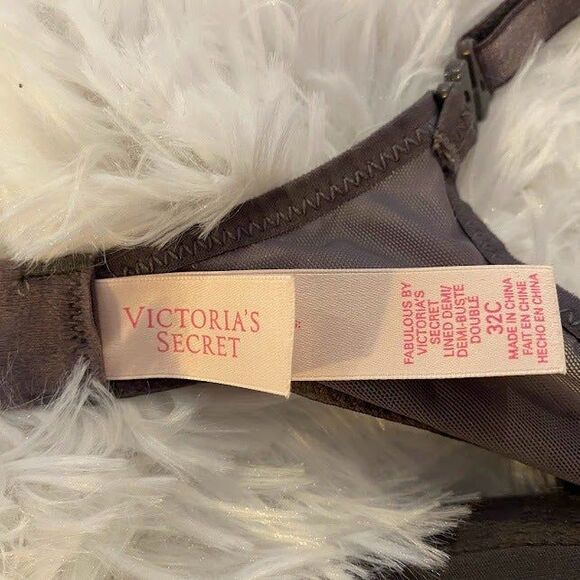 VICTORIA'S
SECRET
FABULOUS BY
VICTORIA'S
SECRET
LINED DEMI/
DEMI-BUSTE
DOUBLE
32C
MADE IN CHINA
FAIT EN CHINE
HECHO EN CHINA